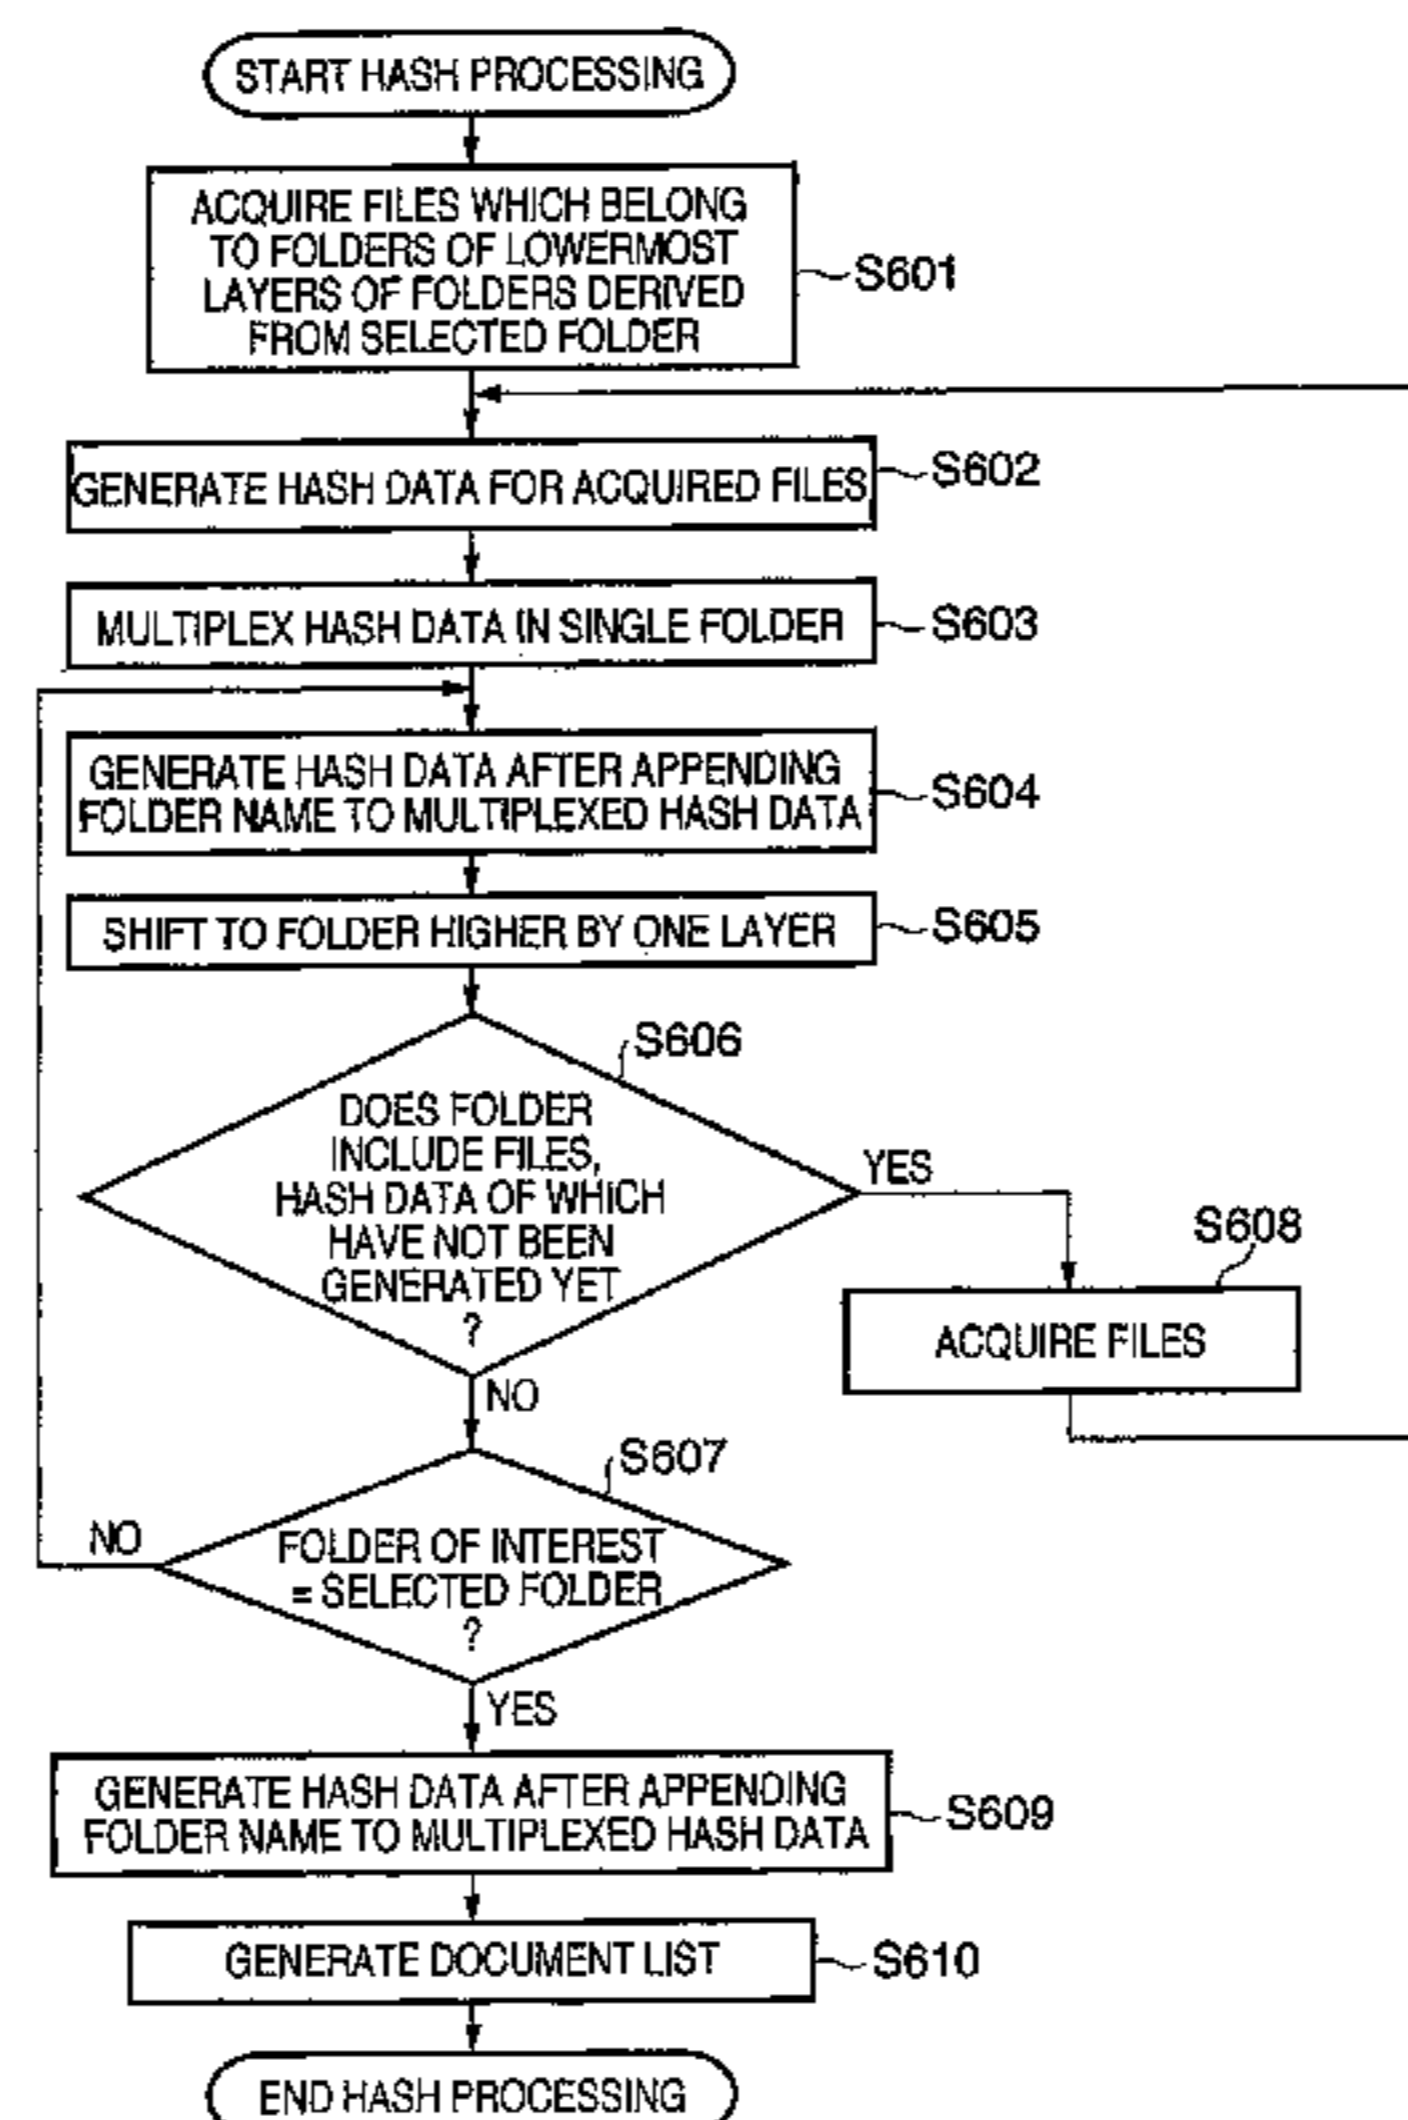 START HASH PROCESSING
ACQUIRE FILES WHICH BELONG
TO FOLDERS OF LOWERMOST
LAYERS OF FOLDERS DERIVED
FROM SELECTED FOLDER
S601
GENERATE HASH DATA FOR ACQUIRED FILES
S602
MULTIPLEX HASH DATA IN SINGLE FOLDER
S603
GENERATE HASH DATA AFTER APPENDING
FOLDER NAME TO MULTIPLEXED HASH DATA
S604
SHIFT TO FOLDER HIGHER BY ONE LAYER
S605
S606
DOES FOLDER
INCLUDE FILES,
HASH DATA OF WHICH
HAVE NOT BEEN
GENERATED YET
?
YES
S608
ACQUIRE FILES
NO
S607
FOLDER OF INTEREST
= SELECTED FOLDER
?
NO
YES
GENERATE HASH DATA AFTER APPENDING
FOLDER NAME TO MULTIPLEXED HASH DATA
S609
GENERATE DOCUMENT LIST
S610
END HASH PROCESSING